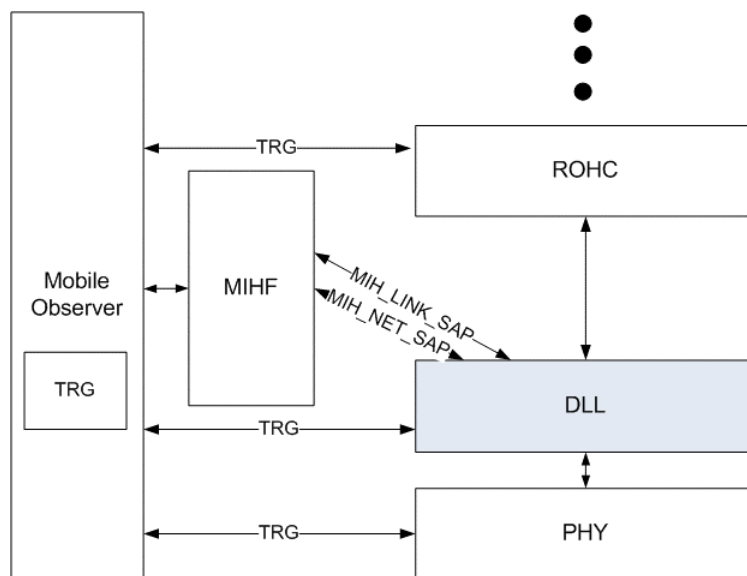 TRG
ROHC
Mobile
Observer
MIHF
MIH_LINK_SAP
MIH_NET_SAP
TRG
DLL
TRG
TRG
PHY